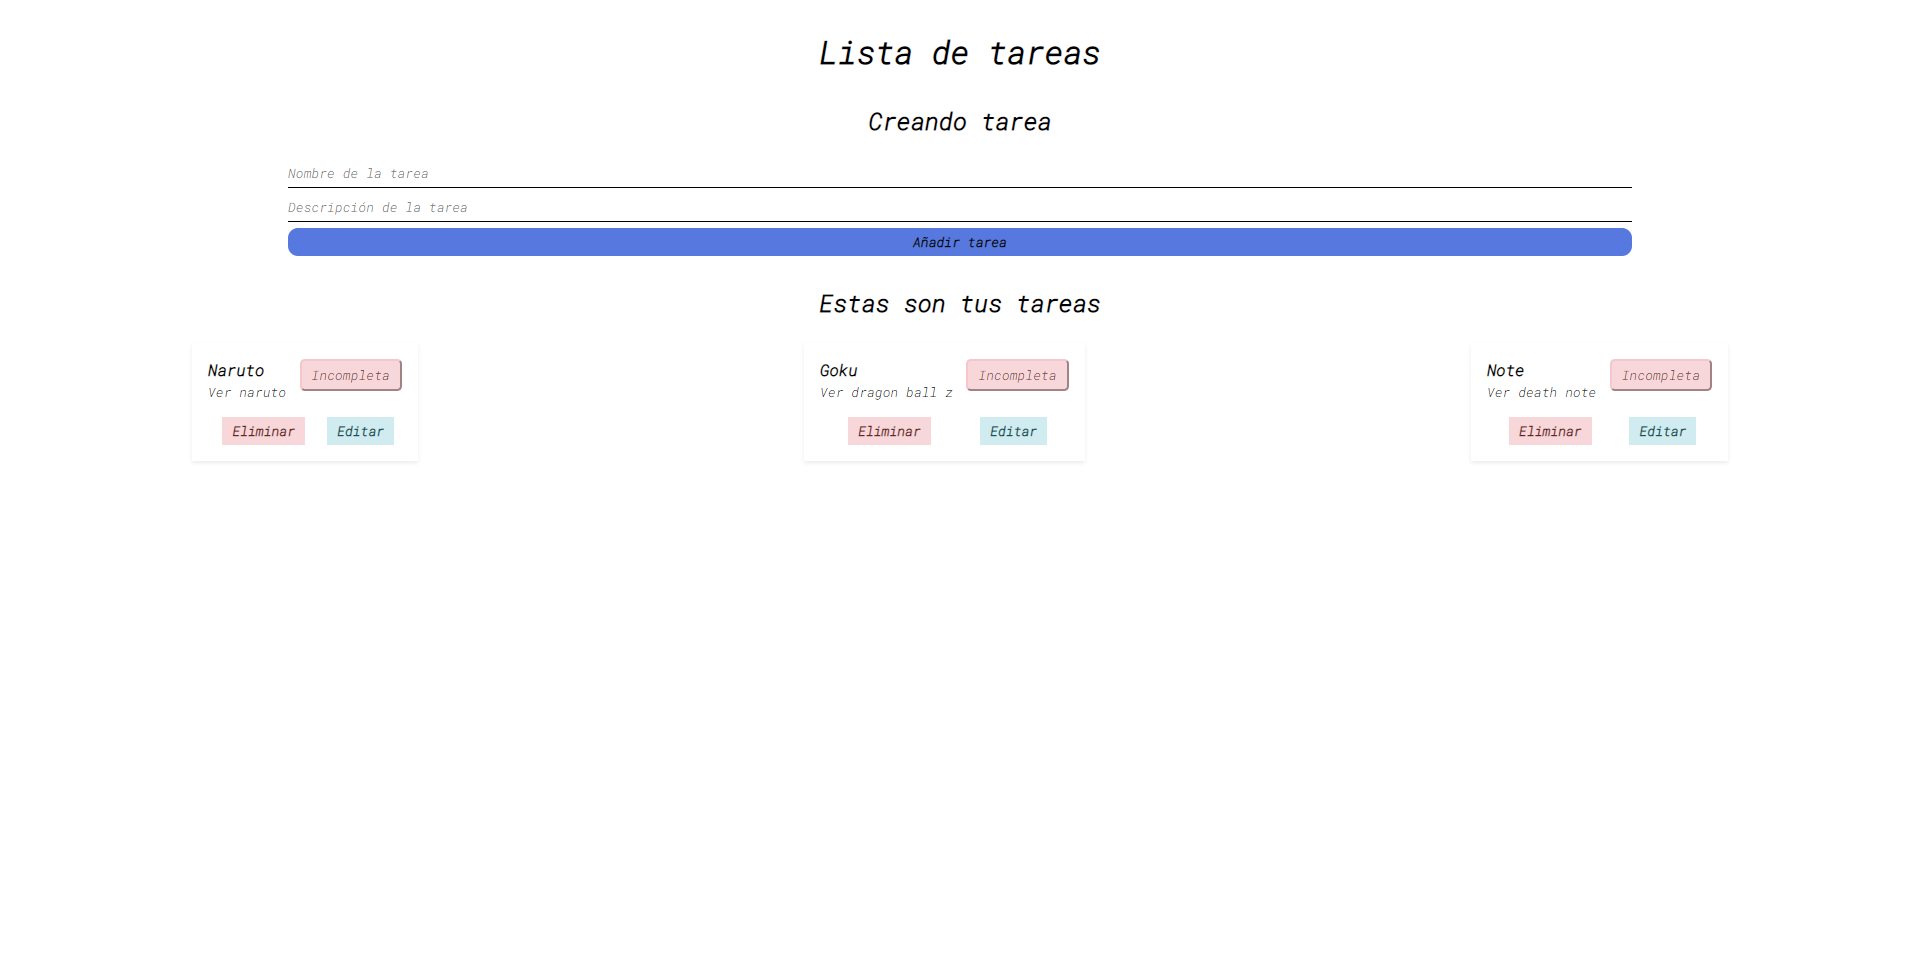 Lista de tareas
Creando tarea
Nombre de la tarea
Descripción de la tarea
Añadir tarea
Estas son tus tareas
Naruto
Incompleta
Ver naruto
Eliminar
Editar
Goku
Incompleta
Ver dragon ball z
Eliminar
Editar
Note
Incompleta
Ver death note
Eliminar
Editar